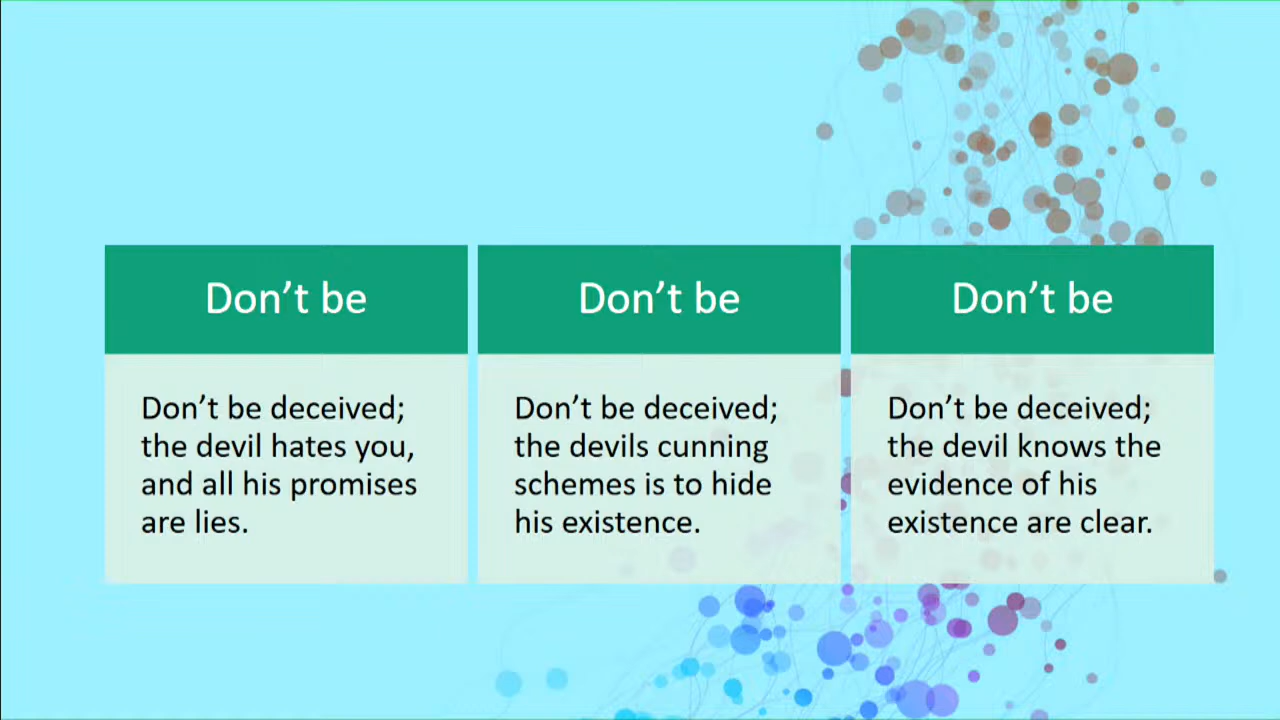 Don’t be
Don’t be deceived;
the devil hates you,
and all his promises
are lies.
Don’t be
Don’t be deceived;
the devils cunning
schemes is to hide
his existence.
Don’t be
Don’t be deceived;
the devil knows the
evidence of his
existence are clear.